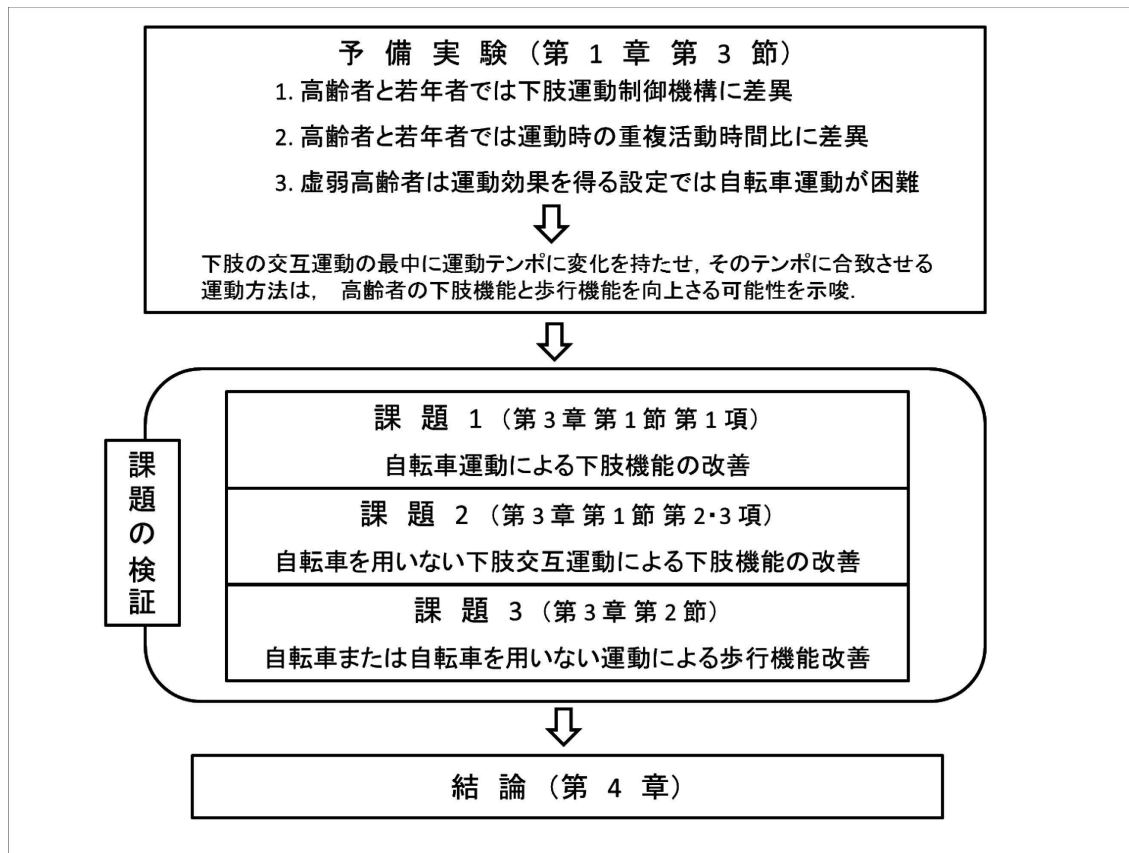 予備実験(第1章第3節)
1. 高齢者と若年者では下肢運動制御機構に差異
2. 高齢者と若年者では運動時の重複活動時間比に差異
3. 虚弱高齢者は運動効果を得る設定では自転車運動が困難
下肢の交互運動の最中に運動テンポに変化を持たせ，そのテンポに合致させる
運動方法は， 高齢者の下肢機能と歩行機能を向上さる可能性を示唆．
課題の検証
課題1(第3章第1節第1項)
自転車運動による下肢機能の改善
課題2(第3章第1節第2・3項)
自転車を用いない下肢交互運動による下肢機能の改善
課題3(第3章第2節)
自転車または自転車を用いない運動による歩行機能改善
結論(第4章)